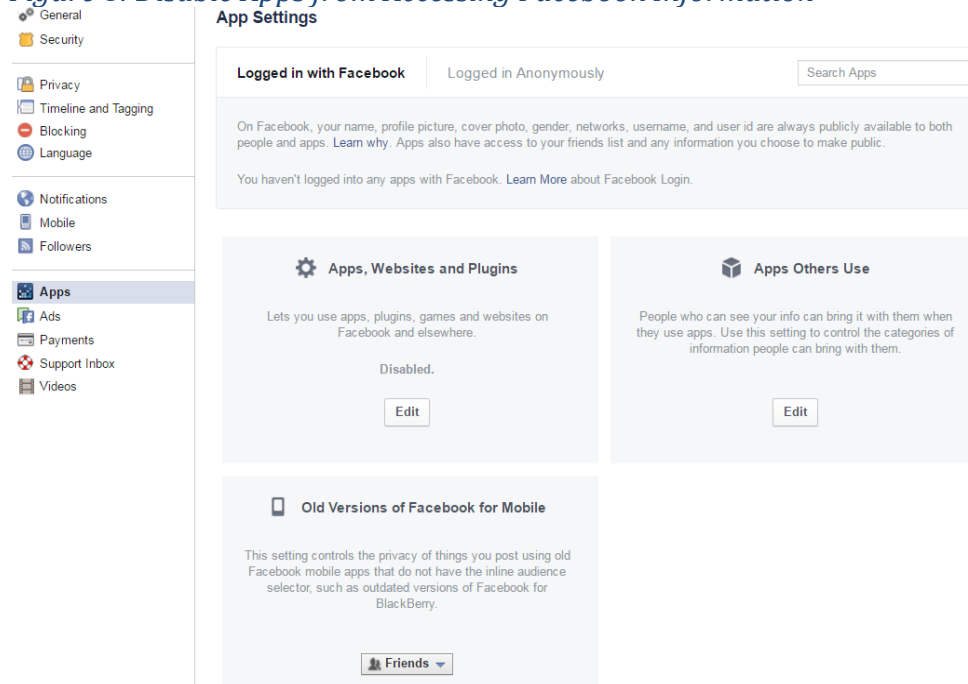 Figure 8: Disable Apps from Accessing Facebook Information
General
Security
Privacy
Timeline and Tagging
Blocking
Language
Notifications
Mobile
Followers
Apps
Ads
Payments
Support Inbox
Videos
App Settings
Logged in with Facebook
Logged in Anonymously
Search Apps
On Facebook, your name, profile picture, cover photo, gender, networks, username, and user id are always publicly available to both
people and apps. Learn why. Apps also have access to your friends list and any information you choose to make public.
You haven't logged into any apps with Facebook. Learn More about Facebook Login.
Apps, Websites and Plugins
Lets you use apps, plugins, games and websites on
Facebook and elsewhere.
Disabled.
Edit
Apps Others Use
People who can see your info can bring it with them when
they use apps. Use this setting to control the categories of
information people can bring with them.
Edit
Old Versions of Facebook for Mobile
This setting controls the privacy of things you post using old
Facebook mobile apps that do not have the inline audience
selector, such as outdated versions of Facebook for
BlackBerry.
Friends